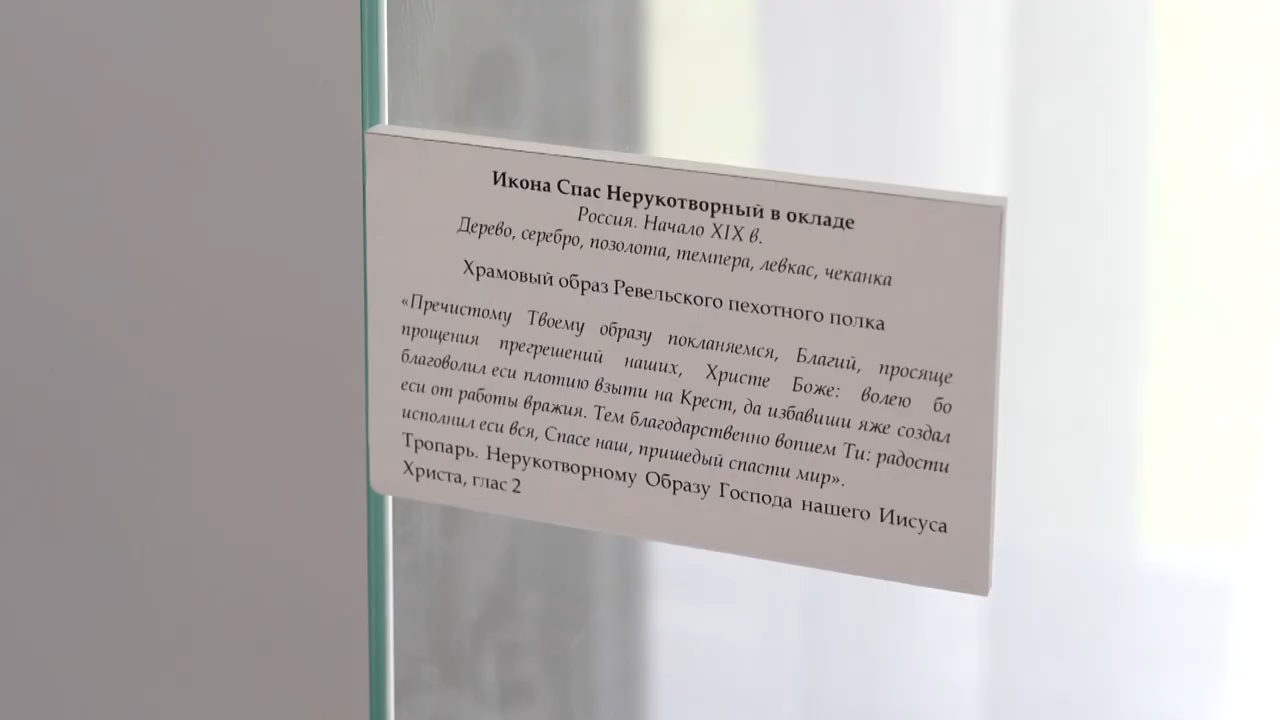 Икона Спас Нерукотворный в окладе
Россия. Начало XIX в.
Дерево, серебро, позолота, темпера, левкас, чеканка
Храмовый образ Ревельского пехотного полка
«Пречистому Твоему образу покланяемся, Благий, просяще
прощения прегрешений наших, Христе Боже: волею бо
благоволил еси плотию взыти на Крест, да избавиши яже создал
еси от работы вражия. Тем благодарственно вопием Ти: радости
исполнил еси вся, Спасе наш, пришедый спасти мир».
Тропарь. Нерукотворному Образу Господа нашего Иисуса
Христа, глас 2